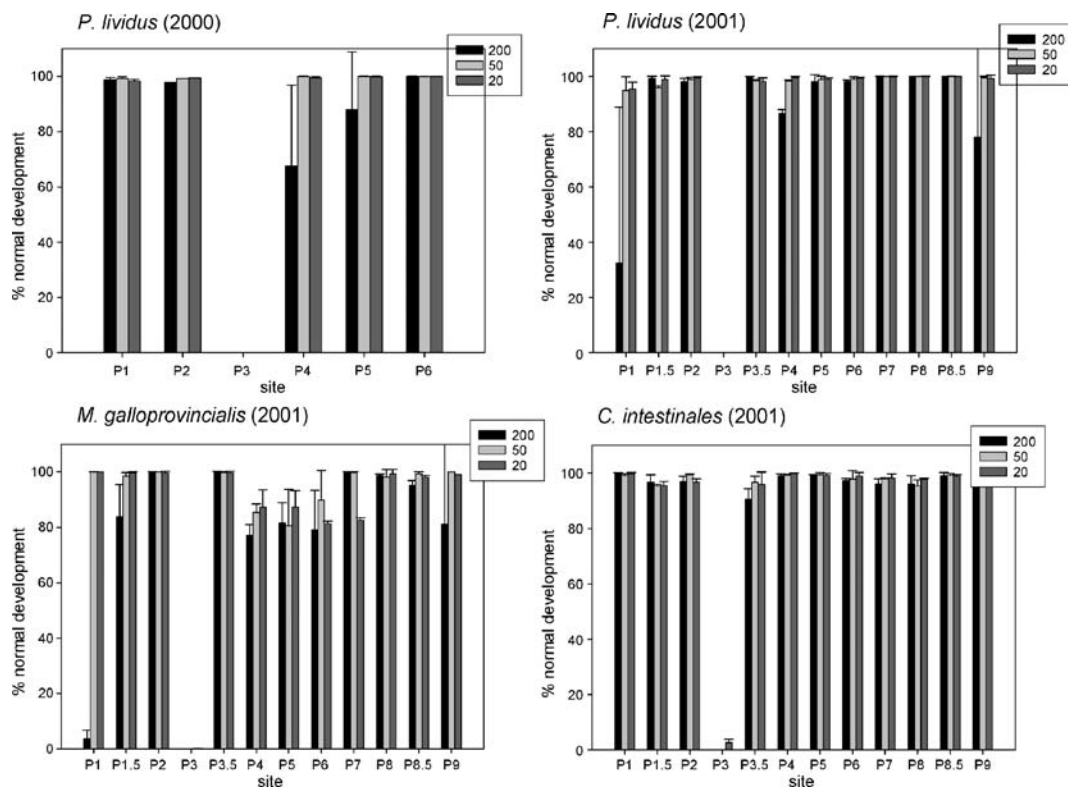 P. lividus (2000)
200
50
20
% normal development
100
80
60
40
20
0
P1 P2 P3 P4 P5 P6
site
P. lividus (2001)
200
50
20
% normal development
100
80
60
40
20
0
P1 P1.5 P2 P3 P3.5 P4 P5 P6 P7 P8 P8.5 P9
site
M. galloprovincialis (2001)
200
50
20
% normal development
100
80
60
40
20
0
P1 P1.5 P2 P3 P3.5 P4 P5 P6 P7 P8 P8.5 P9
site
C. intestinales (2001)
200
50
20
% normal development
100
80
60
40
20
0
P1 P1.5 P2 P3 P3.5 P4 P5 P6 P7 P8 P8.5 P9
site